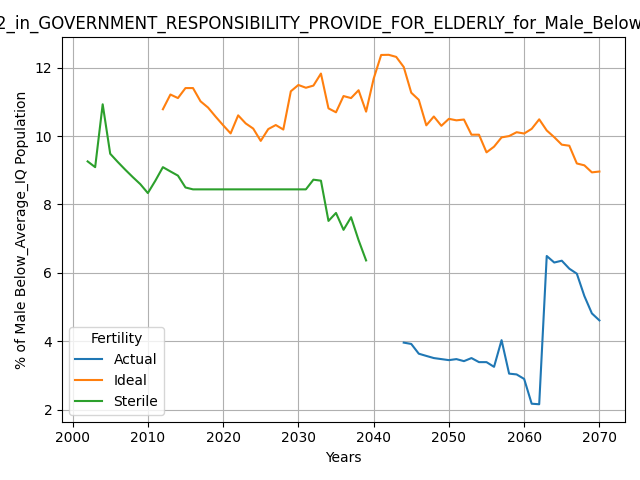 2_in_GOVERNMENT_RESPONSIBILITY_PROVIDE_FOR_ELDERLY_for_Male_Below
% of Male Below_Average_IQ Population
12
10
8
6
4
2
Fertility
Actual
Ideal
Sterile
2000 2010 2020 2030 2040 2050 2060 2070
Years